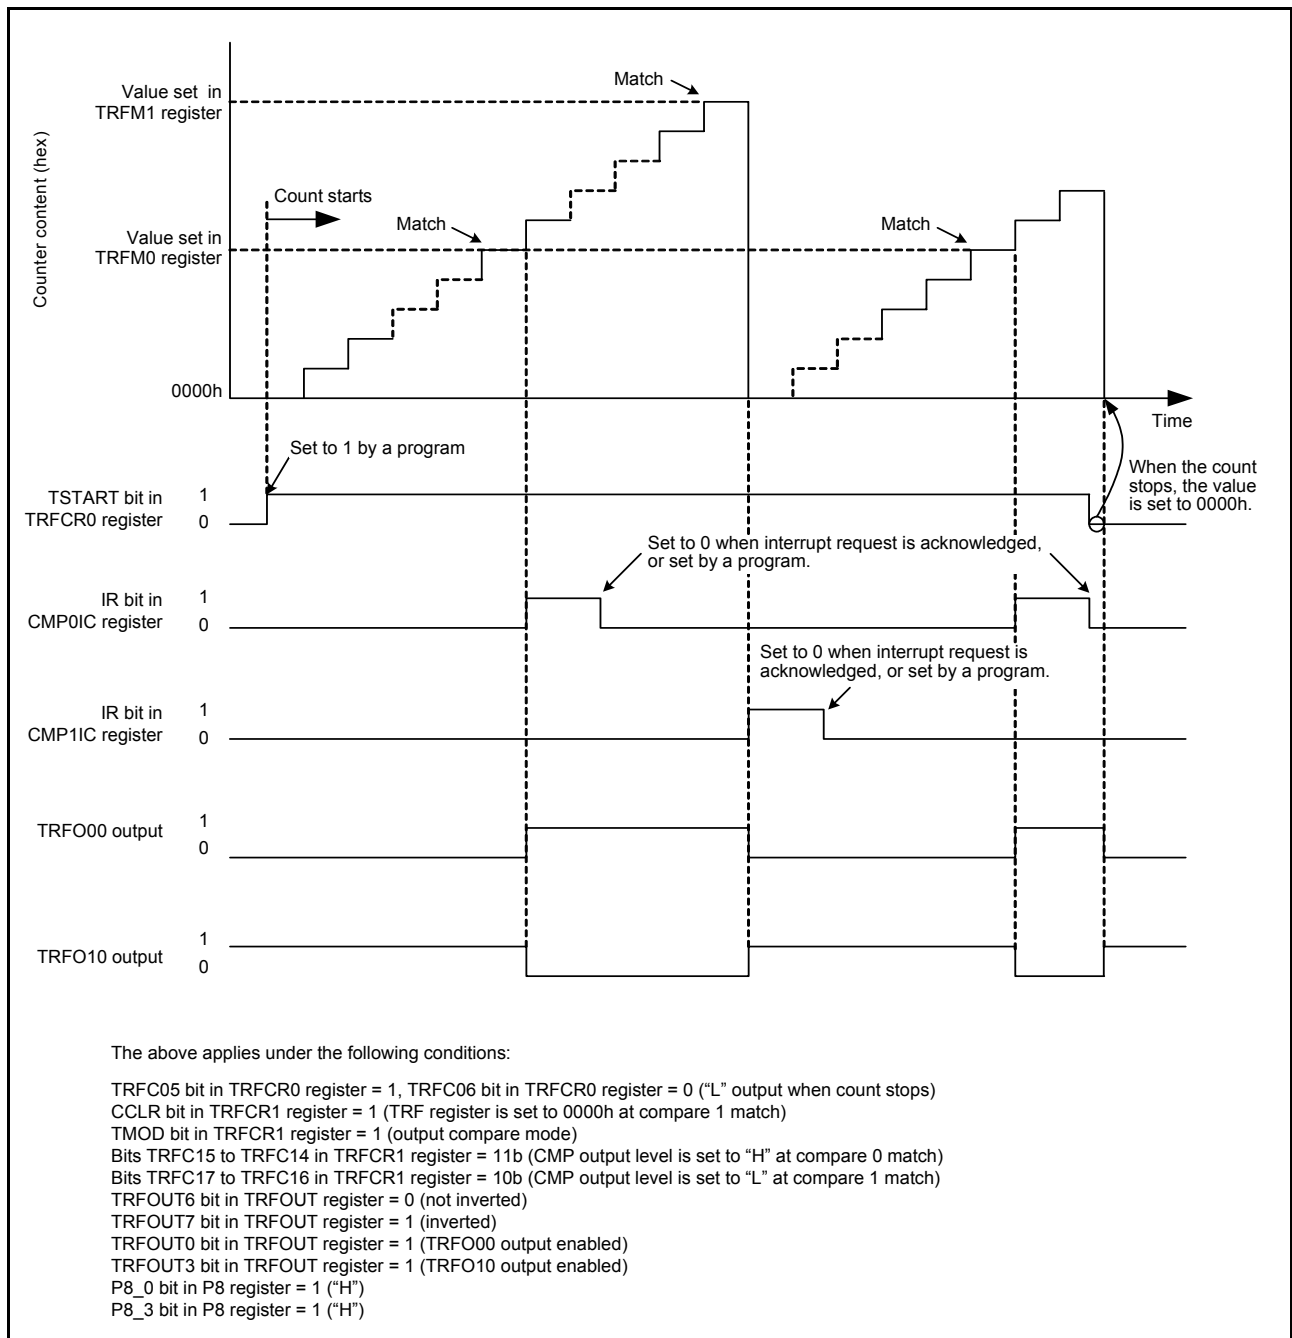 Match
Value set in
TRFM1 register
Counter content (hex)
Count starts
Match
Match
Value set in
TRFM0 register
0000h
Time
Set to 1 by a program
When the count
stops, the value
is set to 0000h.
TSTART bit in
TRFCR0 register
1
0
Set to 0 when interrupt request is acknowledged,
or set by a program.
IR bit in
CMP0IC register
1
0
Set to 0 when interrupt request is
acknowledged, or set by a program.
IR bit in
CMP1IC register
1
0
TRFO00 output
1
0
TRFO10 output
1
0
The above applies under the following conditions:
TRFC05 bit in TRFCR0 register = 1, TRFC06 bit in TRFCR0 register = 0 (“L” output when count stops)
CCLR bit in TRFCR1 register = 1 (TRF register is set to 0000h at compare 1 match)
TMOD bit in TRFCR1 register = 1 (output compare mode)
Bits TRFC15 to TRFC14 in TRFCR1 register = 11b (CMP output level is set to “H” at compare 0 match)
Bits TRFC17 to TRFC16 in TRFCR1 register = 10b (CMP output level is set to “L” at compare 1 match)
TRFOUT6 bit in TRFOUT register = 0 (not inverted)
TRFOUT7 bit in TRFOUT register = 1 (inverted)
TRFOUT0 bit in TRFOUT register = 1 (TRFO00 output enabled)
TRFOUT3 bit in TRFOUT register = 1 (TRFO10 output enabled)
P8_0 bit in P8 register = 1 (“H”)
P8_3 bit in P8 register = 1 (“H”)